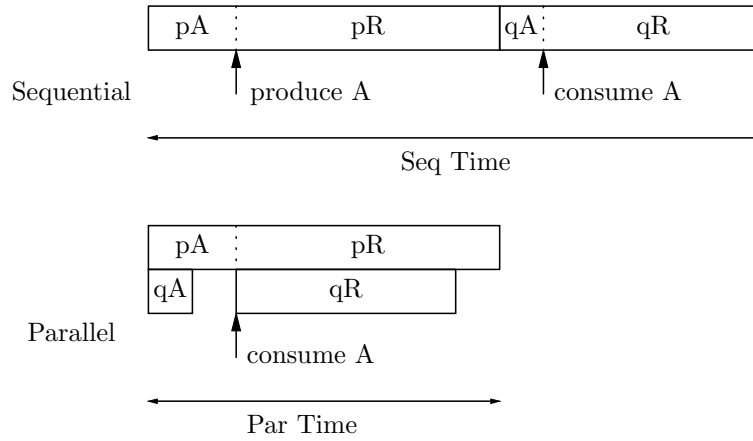 pA pR qA qR
Sequential produce A consume A
Seq Time
pA pR
qA qR
Parallel consume A
Par Time